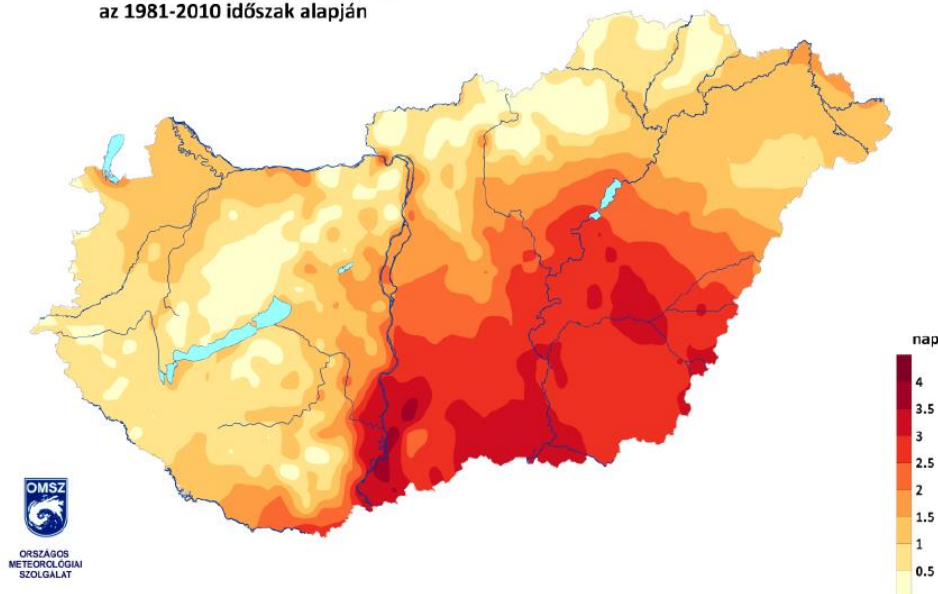 az 1981-2010 időszak alapján
nap
4
3.5
3
2.5
2
1.5
1
0.5
OMSZ
ORSZÁGOS
METEOROLÓGIAI
SZOLGÁLAT